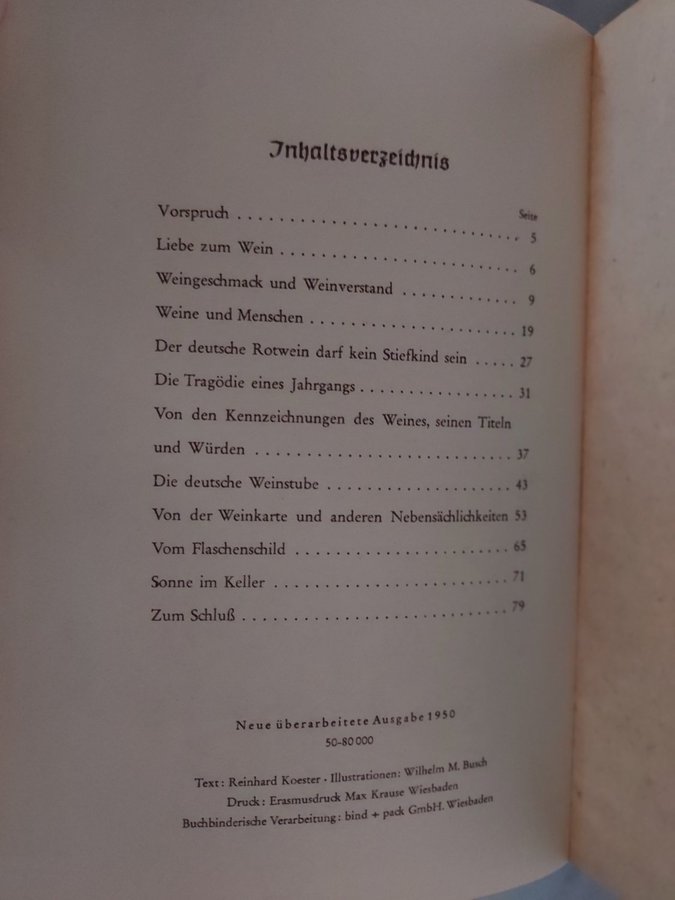 Inhaltsverzeichnis
Seite
Vorspruch . . . . . . . . . . . . . . . . . . . . . . . . . . . . 5
Liebe zum Wein . . . . . . . . . . . . . . . . . . . . . . . . 6
Weingeschmack und Weinverstand . . . . . . . . . . . . 9
Weine und Menschen . . . . . . . . . . . . . . . . . . . . . 19
Der deutsche Rotwein darf kein Stiefkind sein . . . . . 27
Die Tragödie eines Jahrgangs . . . . . . . . . . . . . . . . 31
Von den Kennzeichnungen des Weines, seinen Titeln
und Würden . . . . . . . . . . . . . . . . . . . . . . . . . . 37
Die deutsche Weinstube . . . . . . . . . . . . . . . . . . . 43
Von der Weinkarte und anderen Nebensächlichkeiten 53
Vom Flaschenschild . . . . . . . . . . . . . . . . . . . . . . 65
Sonne im Keller . . . . . . . . . . . . . . . . . . . . . . . . 71
Zum Schluß . . . . . . . . . . . . . . . . . . . . . . . . . . . 79
Neue überarbeitete Ausgabe 1950
50-80 000
Text: Reinhard Koester · Illustrationen: Wilhelm M. Busch
Druck: Erasmusdruck Max Krause Wiesbaden
Buchbinderische Verarbeitung: bind + pack GmbH. Wiesbaden